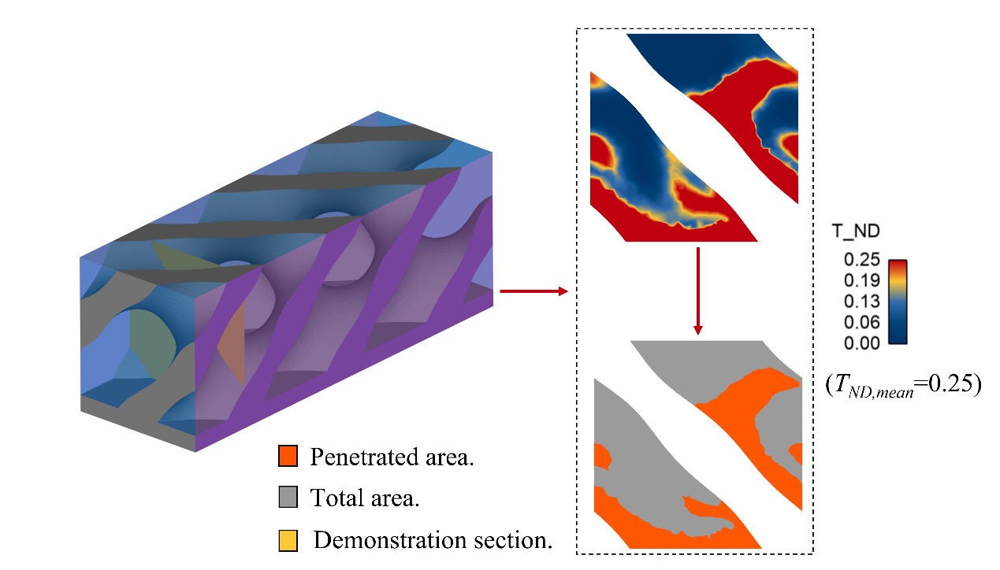 T_ND
0.25
0.19
0.13
0.06
0.00
(T_ND,mean=0.25)
Penetrated area.
Total area.
Demonstration section.